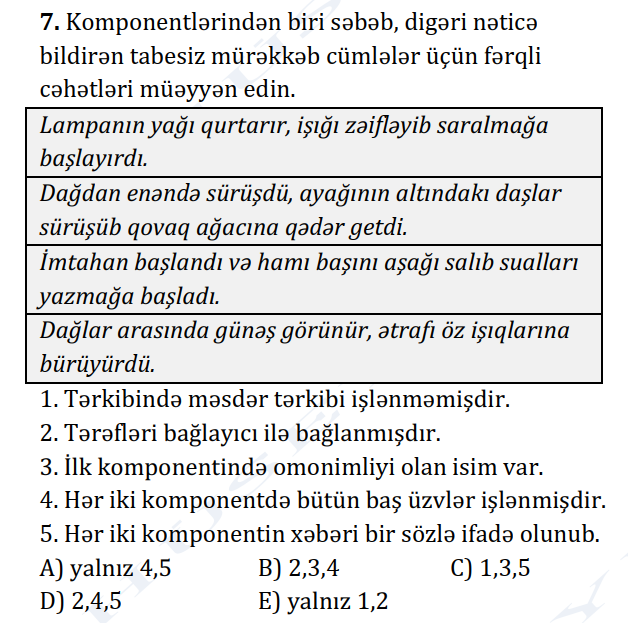 7. Komponentlərindən biri səbəb, digəri nəticə
bildirən tabesiz mürəkkəb cümlələr üçün fərqli
cəhətləri müəyyən edin.
Lampanın yağı qurtarır, işığı zəifləyib saralmağa
başlayırdı.
Dağdan enəndə sürüşdü, ayağının altındakı daşlar
sürüşüb qovaq ağacına qədər getdi.
İmtahan başlandı və hamı başını aşağı salıb sualları
yazmağa başladı.
Dağlar arasında günəş görünür, ətrafı öz işıqlarına
bürüyürdü.
1. Tərkibində məsdər tərkibi işlənməmişdir.
2. Tərəfləri bağlayıcı ilə bağlanmışdır.
3. İlk komponentində omonimliyi olan isim var.
4. Hər iki komponentdə bütün baş üzvlər işlənmişdir.
5. Hər iki komponentin xəbəri bir sözlə ifadə olunub.
A) yalnız 4,5 B) 2,3,4 C) 1,3,5
D) 2,4,5 E) yalnız 1,2